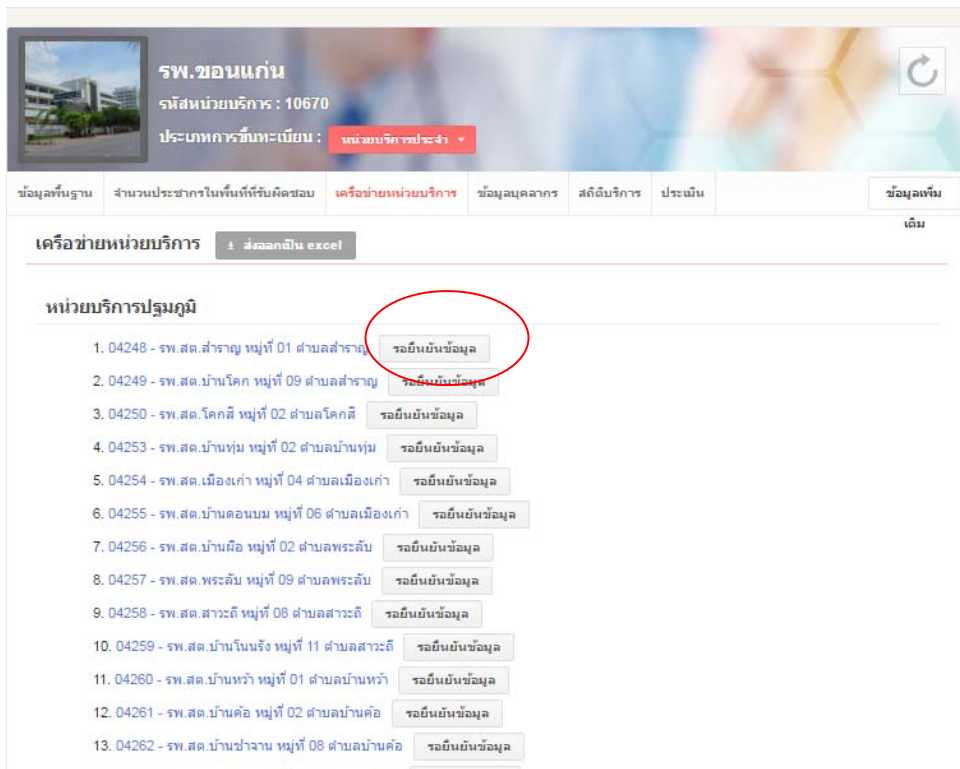 รพ.ขอนแก่น
รหัสหน่วยบริการ : 10670
ประเภทการขึ้นทะเบียน : หน่วยบริการประจำ
ข้อมูลพื้นฐาน จำนวนประชากรในพื้นที่ที่รับผิดชอบ เครือข่ายหน่วยบริการ ข้อมูลบุคลากร สถิติบริการ ประเมิน ข้อมูลเพิ่มเติม
เครือข่ายหน่วยบริการ ส่งออกเป็น excel
หน่วยบริการปฐมภูมิ
1. 04248 - รพ.สต.สำราญ หมู่ที่ 01 ตำบลสำราญ รอยืนยันข้อมูล
2. 04249 - รพ.สต.บ้านโคก หมู่ที่ 09 ตำบลสำราญ รอยืนยันข้อมูล
3. 04250 - รพ.สต.โคกสี หมู่ที่ 02 ตำบลโคกสี รอยืนยันข้อมูล
4. 04253 - รพ.สต.บ้านทุ่ม หมู่ที่ 02 ตำบลบ้านทุ่ม รอยืนยันข้อมูล
5. 04254 - รพ.สต.เมืองเก่า หมู่ที่ 04 ตำบลเมืองเก่า รอยืนยันข้อมูล
6. 04255 - รพ.สต.บ้านดอนบม หมู่ที่ 06 ตำบลเมืองเก่า รอยืนยันข้อมูล
7. 04256 - รพ.สต.บ้านผือ หมู่ที่ 02 ตำบลพระลับ รอยืนยันข้อมูล
8. 04257 - รพ.สต.พระลับ หมู่ที่ 09 ตำบลพระลับ รอยืนยันข้อมูล
9. 04258 - รพ.สต.สาวะถี หมู่ที่ 08 ตำบลสาวะถี รอยืนยันข้อมูล
10. 04259 - รพ.สต.บ้านโนนรัง หมู่ที่ 11 ตำบลสาวะถี รอยืนยันข้อมูล
11. 04260 - รพ.สต.บ้านหว้า หมู่ที่ 01 ตำบลบ้านหว้า รอยืนยันข้อมูล
12. 04261 - รพ.สต.บ้านค้อ หมู่ที่ 02 ตำบลบ้านค้อ รอยืนยันข้อมูล
13. 04262 - รพ.สต.บ้านซำจาน หมู่ที่ 08 ตำบลบ้านค้อ รอยืนยันข้อมูล